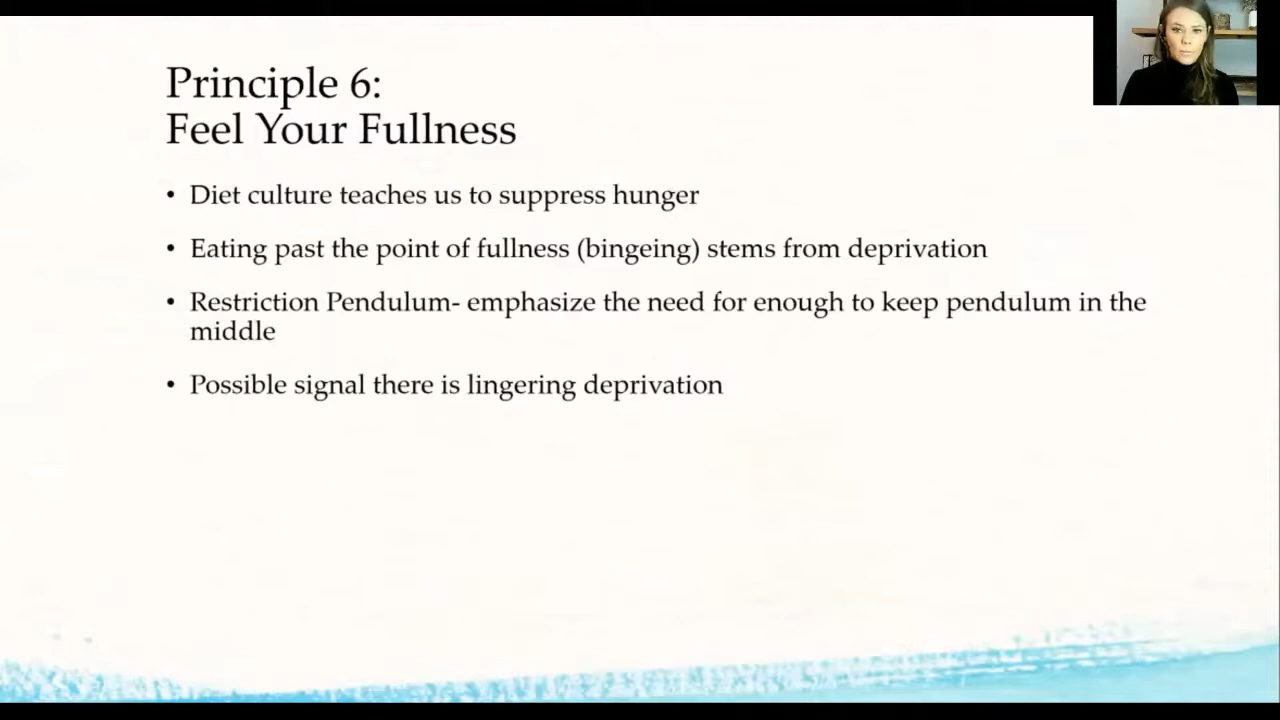 Principle 6:
Feel Your Fullness
• Diet culture teaches us to suppress hunger
• Eating past the point of fullness (bingeing) stems from deprivation
• Restriction Pendulum- emphasize the need for enough to keep pendulum in the
middle
• Possible signal there is lingering deprivation